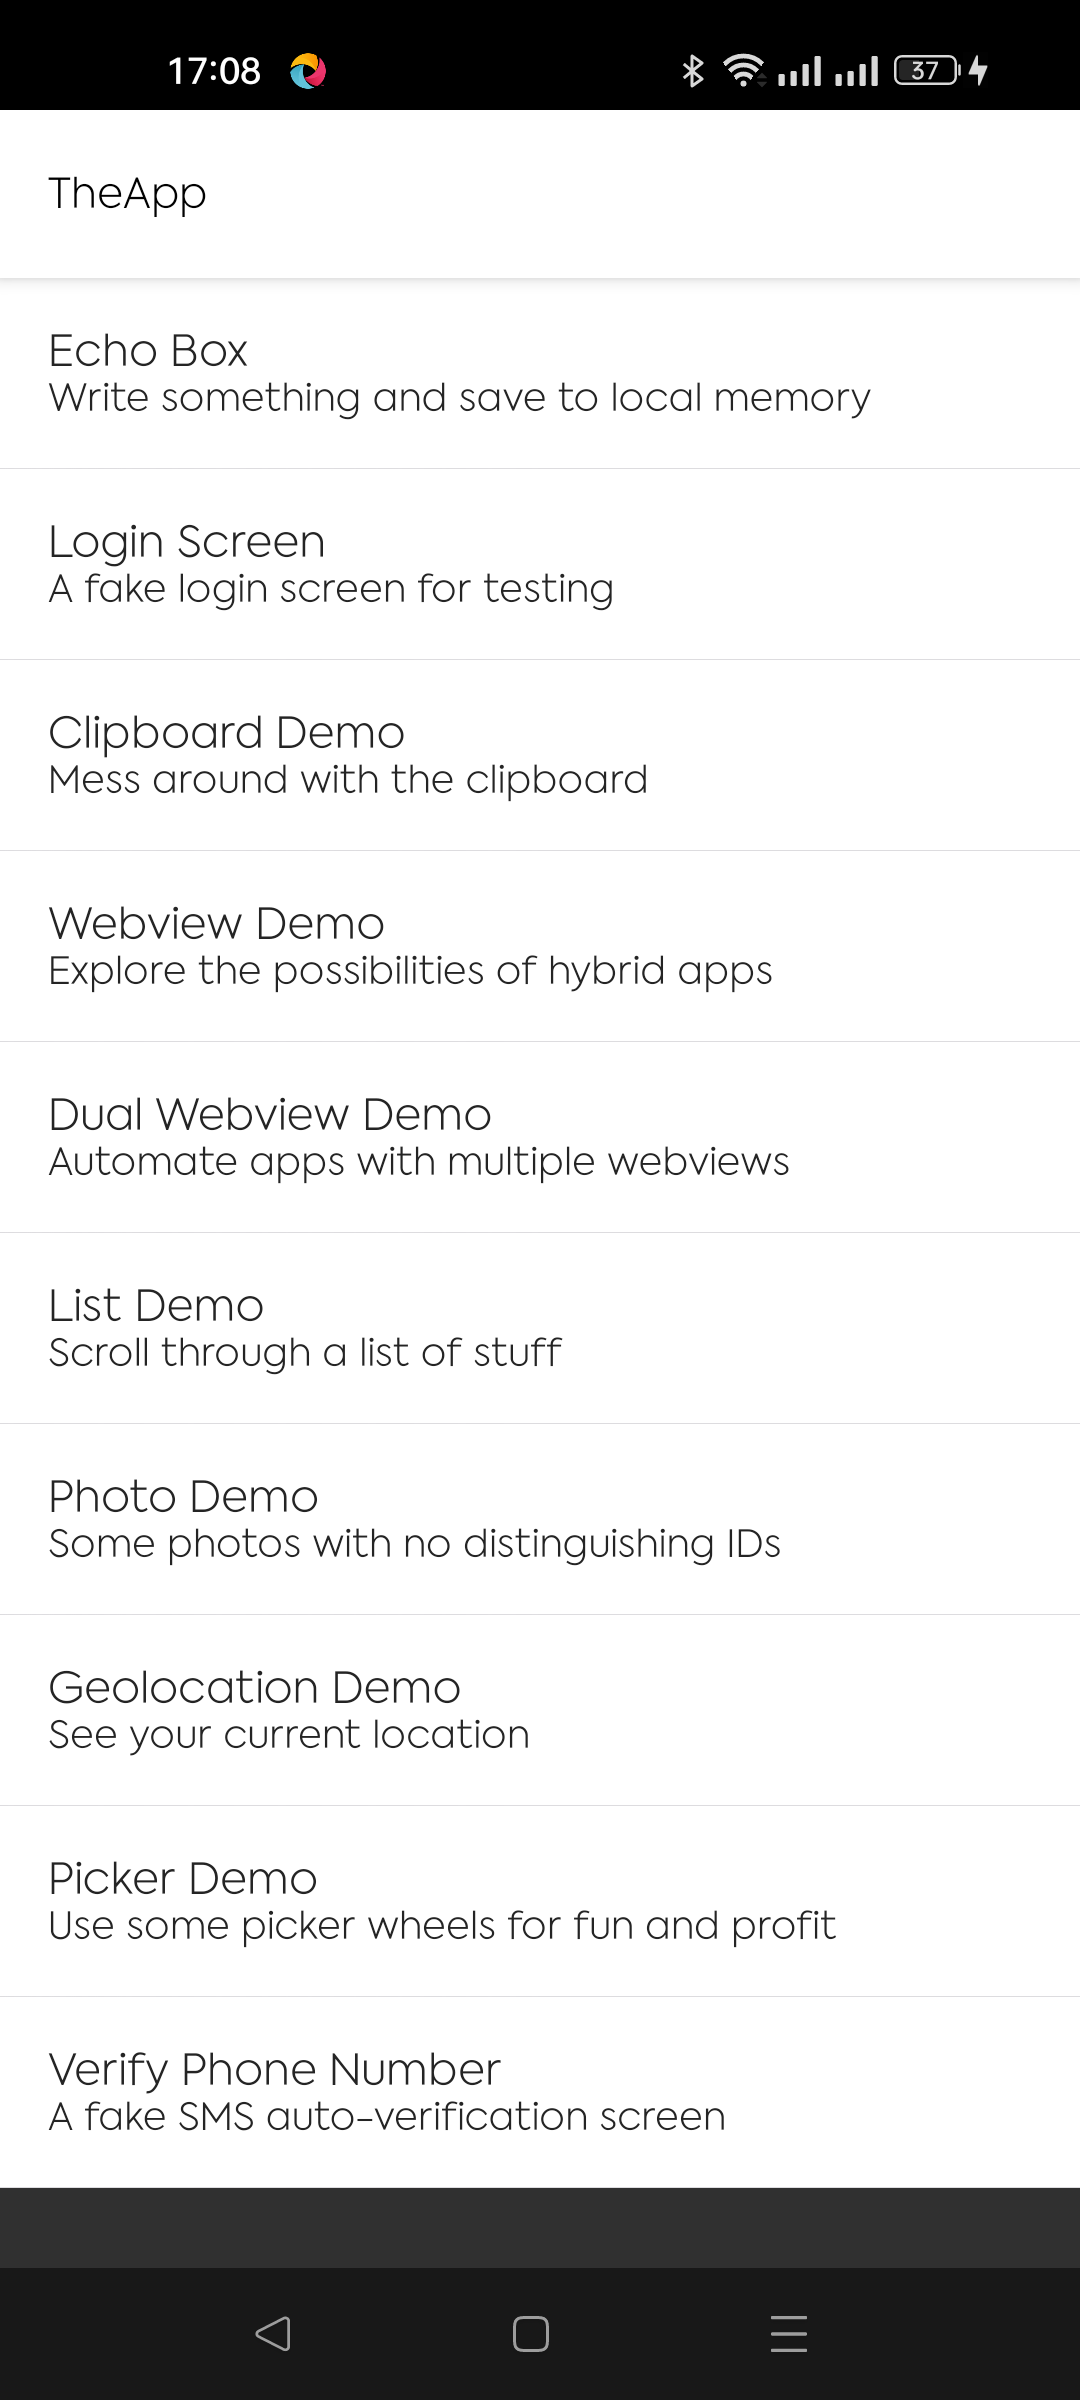 17:08
37
TheApp
Echo Box
Write something and save to local memory
Login Screen
A fake login screen for testing
Clipboard Demo
Mess around with the clipboard
Webview Demo
Explore the possibilities of hybrid apps
Dual Webview Demo
Automate apps with multiple webviews
List Demo
Scroll through a list of stuff
Photo Demo
Some photos with no distinguishing IDs
Geolocation Demo
See your current location
Picker Demo
Use some picker wheels for fun and profit
Verify Phone Number
A fake SMS auto-verification screen